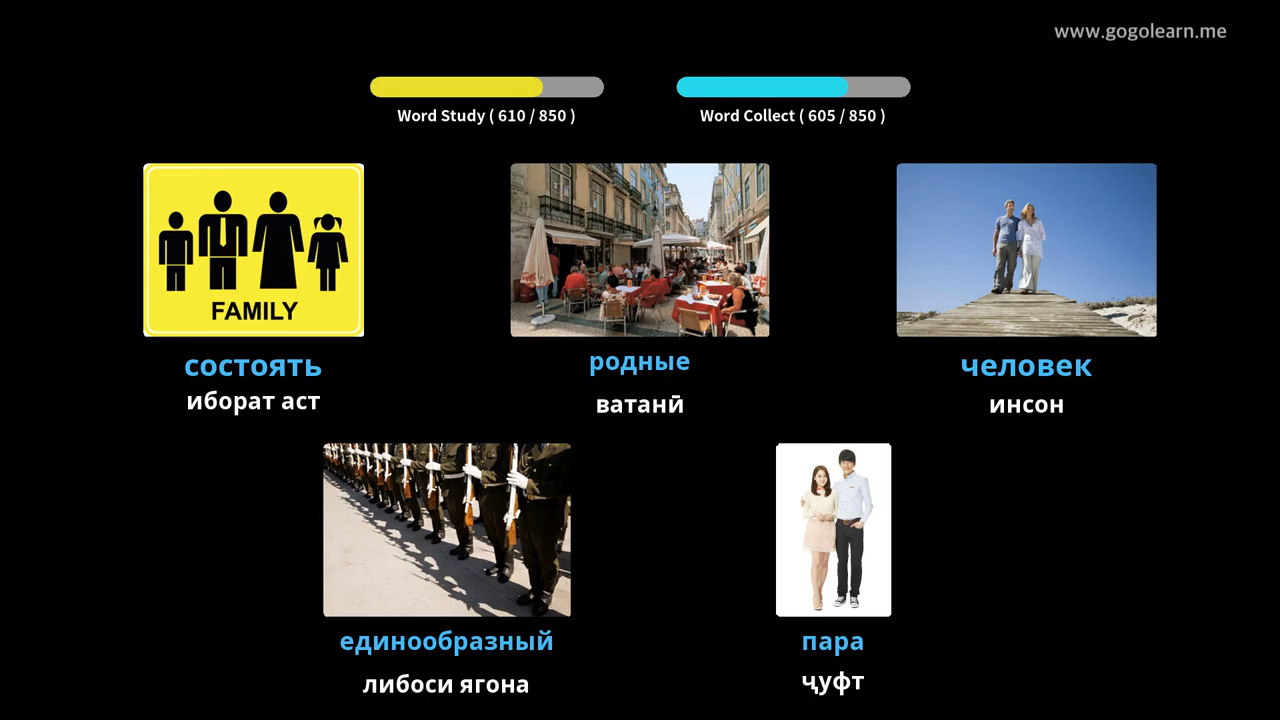 www.gogolearn.me
Word Study ( 610 / 850 )
Word Collect ( 605 / 850 )
FAMILY
состоять
иборат аст
родные
ватанӣ
человек
инсон
единообразный
либоси ягона
пара
ҷуфт